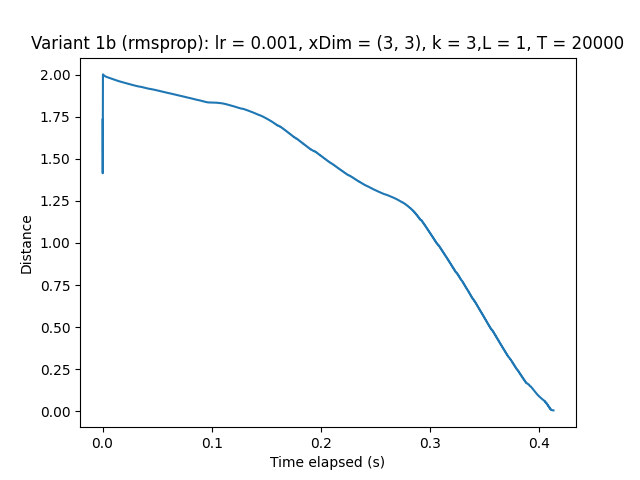 Variant 1b (rmsprop): lr = 0.001, xDim = (3, 3), k = 3,L = 1, T = 20000
2.00
1.75
1.50
1.25
1.00
0.75
0.50
0.25
0.00
Distance
0.0 0.1 0.2 0.3 0.4
Time elapsed (s)